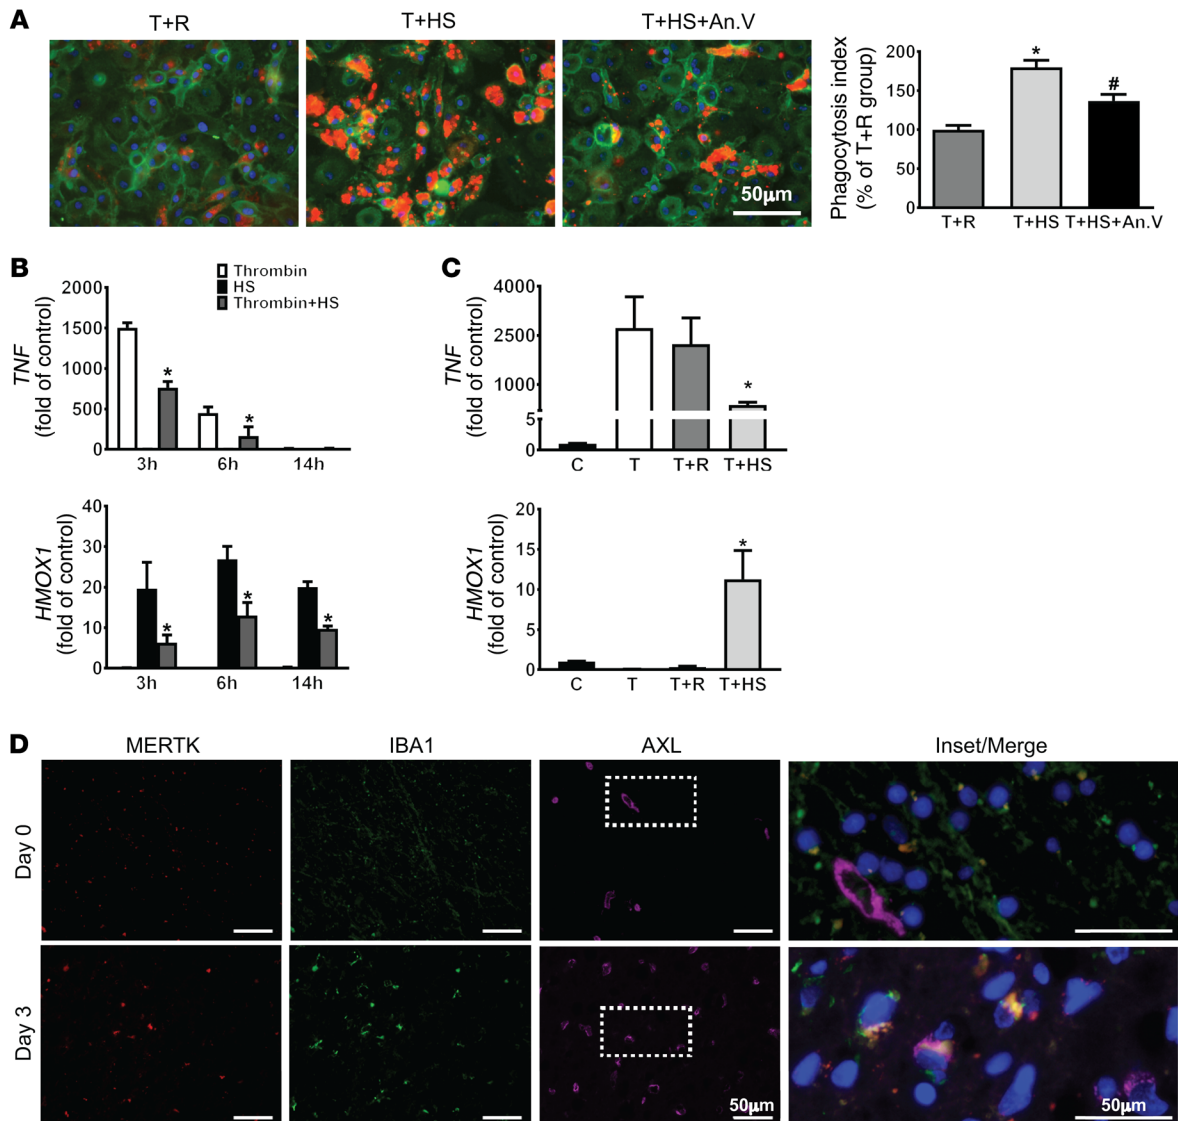 A
T+R
T+HS
T+HS+An.V
50µm
Phagocytosis index
(% of T+R group)
200
150
100
50
0
*
#
T+R
T+HS
T+HS+An.V
B
Thrombin
HS
Thrombin+HS
TNF
(fold of control)
2000
1500
1000
500
0
*
*
3h
6h
14h
HMOX1
(fold of control)
40
30
20
10
0
*
*
*
3h
6h
14h
C
TNF
(fold of control)
4000
2500
1000
5
0
*
C
T
T+R
T+HS
HMOX1
(fold of control)
20
15
10
5
0
*
C
T
T+R
T+HS
D
MERTK
IBA1
AXL
Inset/Merge
Day 0
Day 3
50µm
50µm